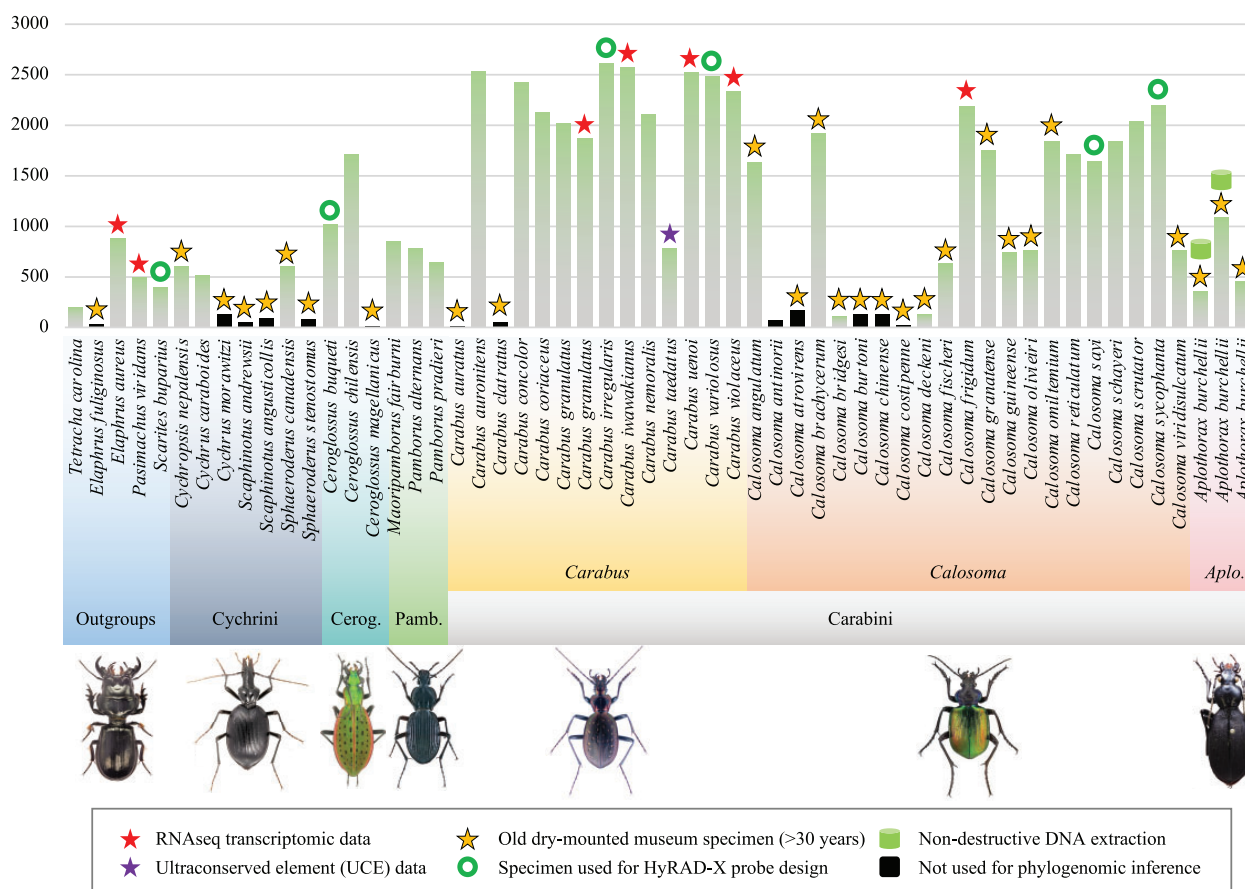 3000
2500
2000
1500
1000
500
0
Tetracha carolina
Elaphrus fuliginosus
Elaphrus aureus
Pasimachus viridans
Scarites buparius
Cychropsis nepalensis
Cychrus caraboides
Cychrus morawitzi
Scaphinotus andrewsii
Scaphinotus angusticollis
Sphaeroderus canadensis
Sphaeroderus stenostomus
Ceroglossus buqueti
Ceroglossus chilensis
Ceroglossus magellanicus
Maoripamborus fairburni
Pamborus alternans
Pamborus pradieri
Carabus auratus
Carabus auronitens
Carabus clatratus
Carabus concolor
Carabus coriaceus
Carabus granulatus
Carabus granulatus
Carabus irregularis
Carabus iwawakianus
Carabus nemoralis
Carabus taedatus
Carabus uenoi
Carabus variolosus
Carabus violaceus
Calosoma angulatum
Calosoma antinorii
Calosoma atrovirens
Calosoma brachycerum
Calosoma bridgesi
Calosoma burtoni
Calosoma chinense
Calosoma costipenne
Calosoma deckeni
Calosoma fischeri
Calosoma frigidum
Calosoma granatense
Calosoma guineense
Calosoma olivieiri
Calosoma omiltemium
Calosoma reticulatum
Calosoma sayi
Calosoma schayeri
Calosoma scrutator
Calosoma sycophanta
Calosoma viridisulcatum
Aplothorax burchellii
Aplothorax burchellii
Aplothorax burchellii
Carabus
Calosoma
Aplo.
Outgroups
Cychrini
Cerog.
Pamb.
Carabini
RNAseq transcriptomic data
Old dry-mounted museum specimen (>30 years)
Non-destructive DNA extraction
Ultraconserved element (UCE) data
Specimen used for HyRAD-X probe design
Not used for phylogenomic inference